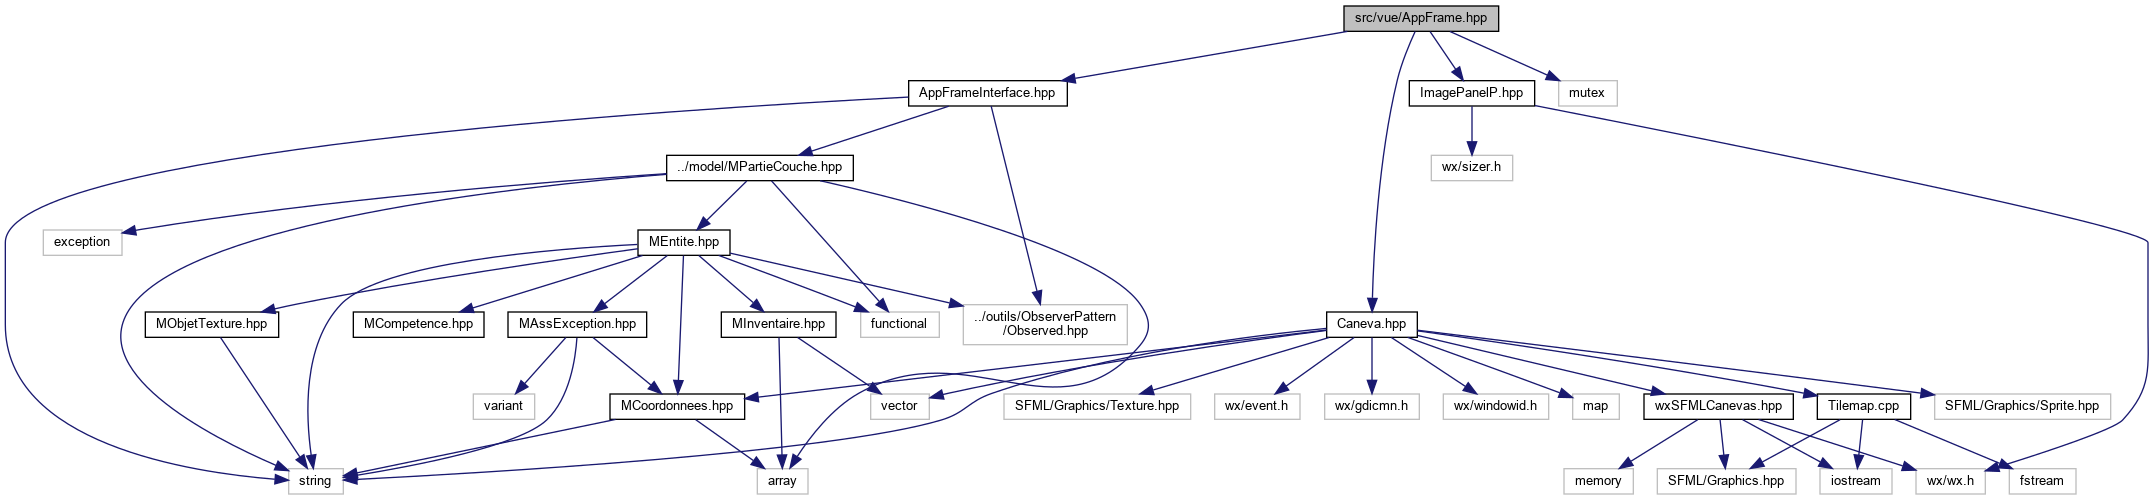 src/vue/AppFrame.hpp
AppFrameInterface.hpp
ImagePanelP.hpp
mutex
../model/MPartieCouche.hpp
wx/sizer.h
exception
MEntite.hpp
MObjetTexture.hpp
MCompetence.hpp
MAssException.hpp
MInventaire.hpp
functional
../outils/ObserverPattern
/Observed.hpp
Caneva.hpp
variant
MCoordonnees.hpp
vector
SFML/Graphics/Texture.hpp
wx/event.h
wx/gdicmn.h
wx/windowid.h
map
wxSFMLCanevas.hpp
Tilemap.cpp
SFML/Graphics/Sprite.hpp
string
array
memory
SFML/Graphics.hpp
iostream
wx/wx.h
fstream